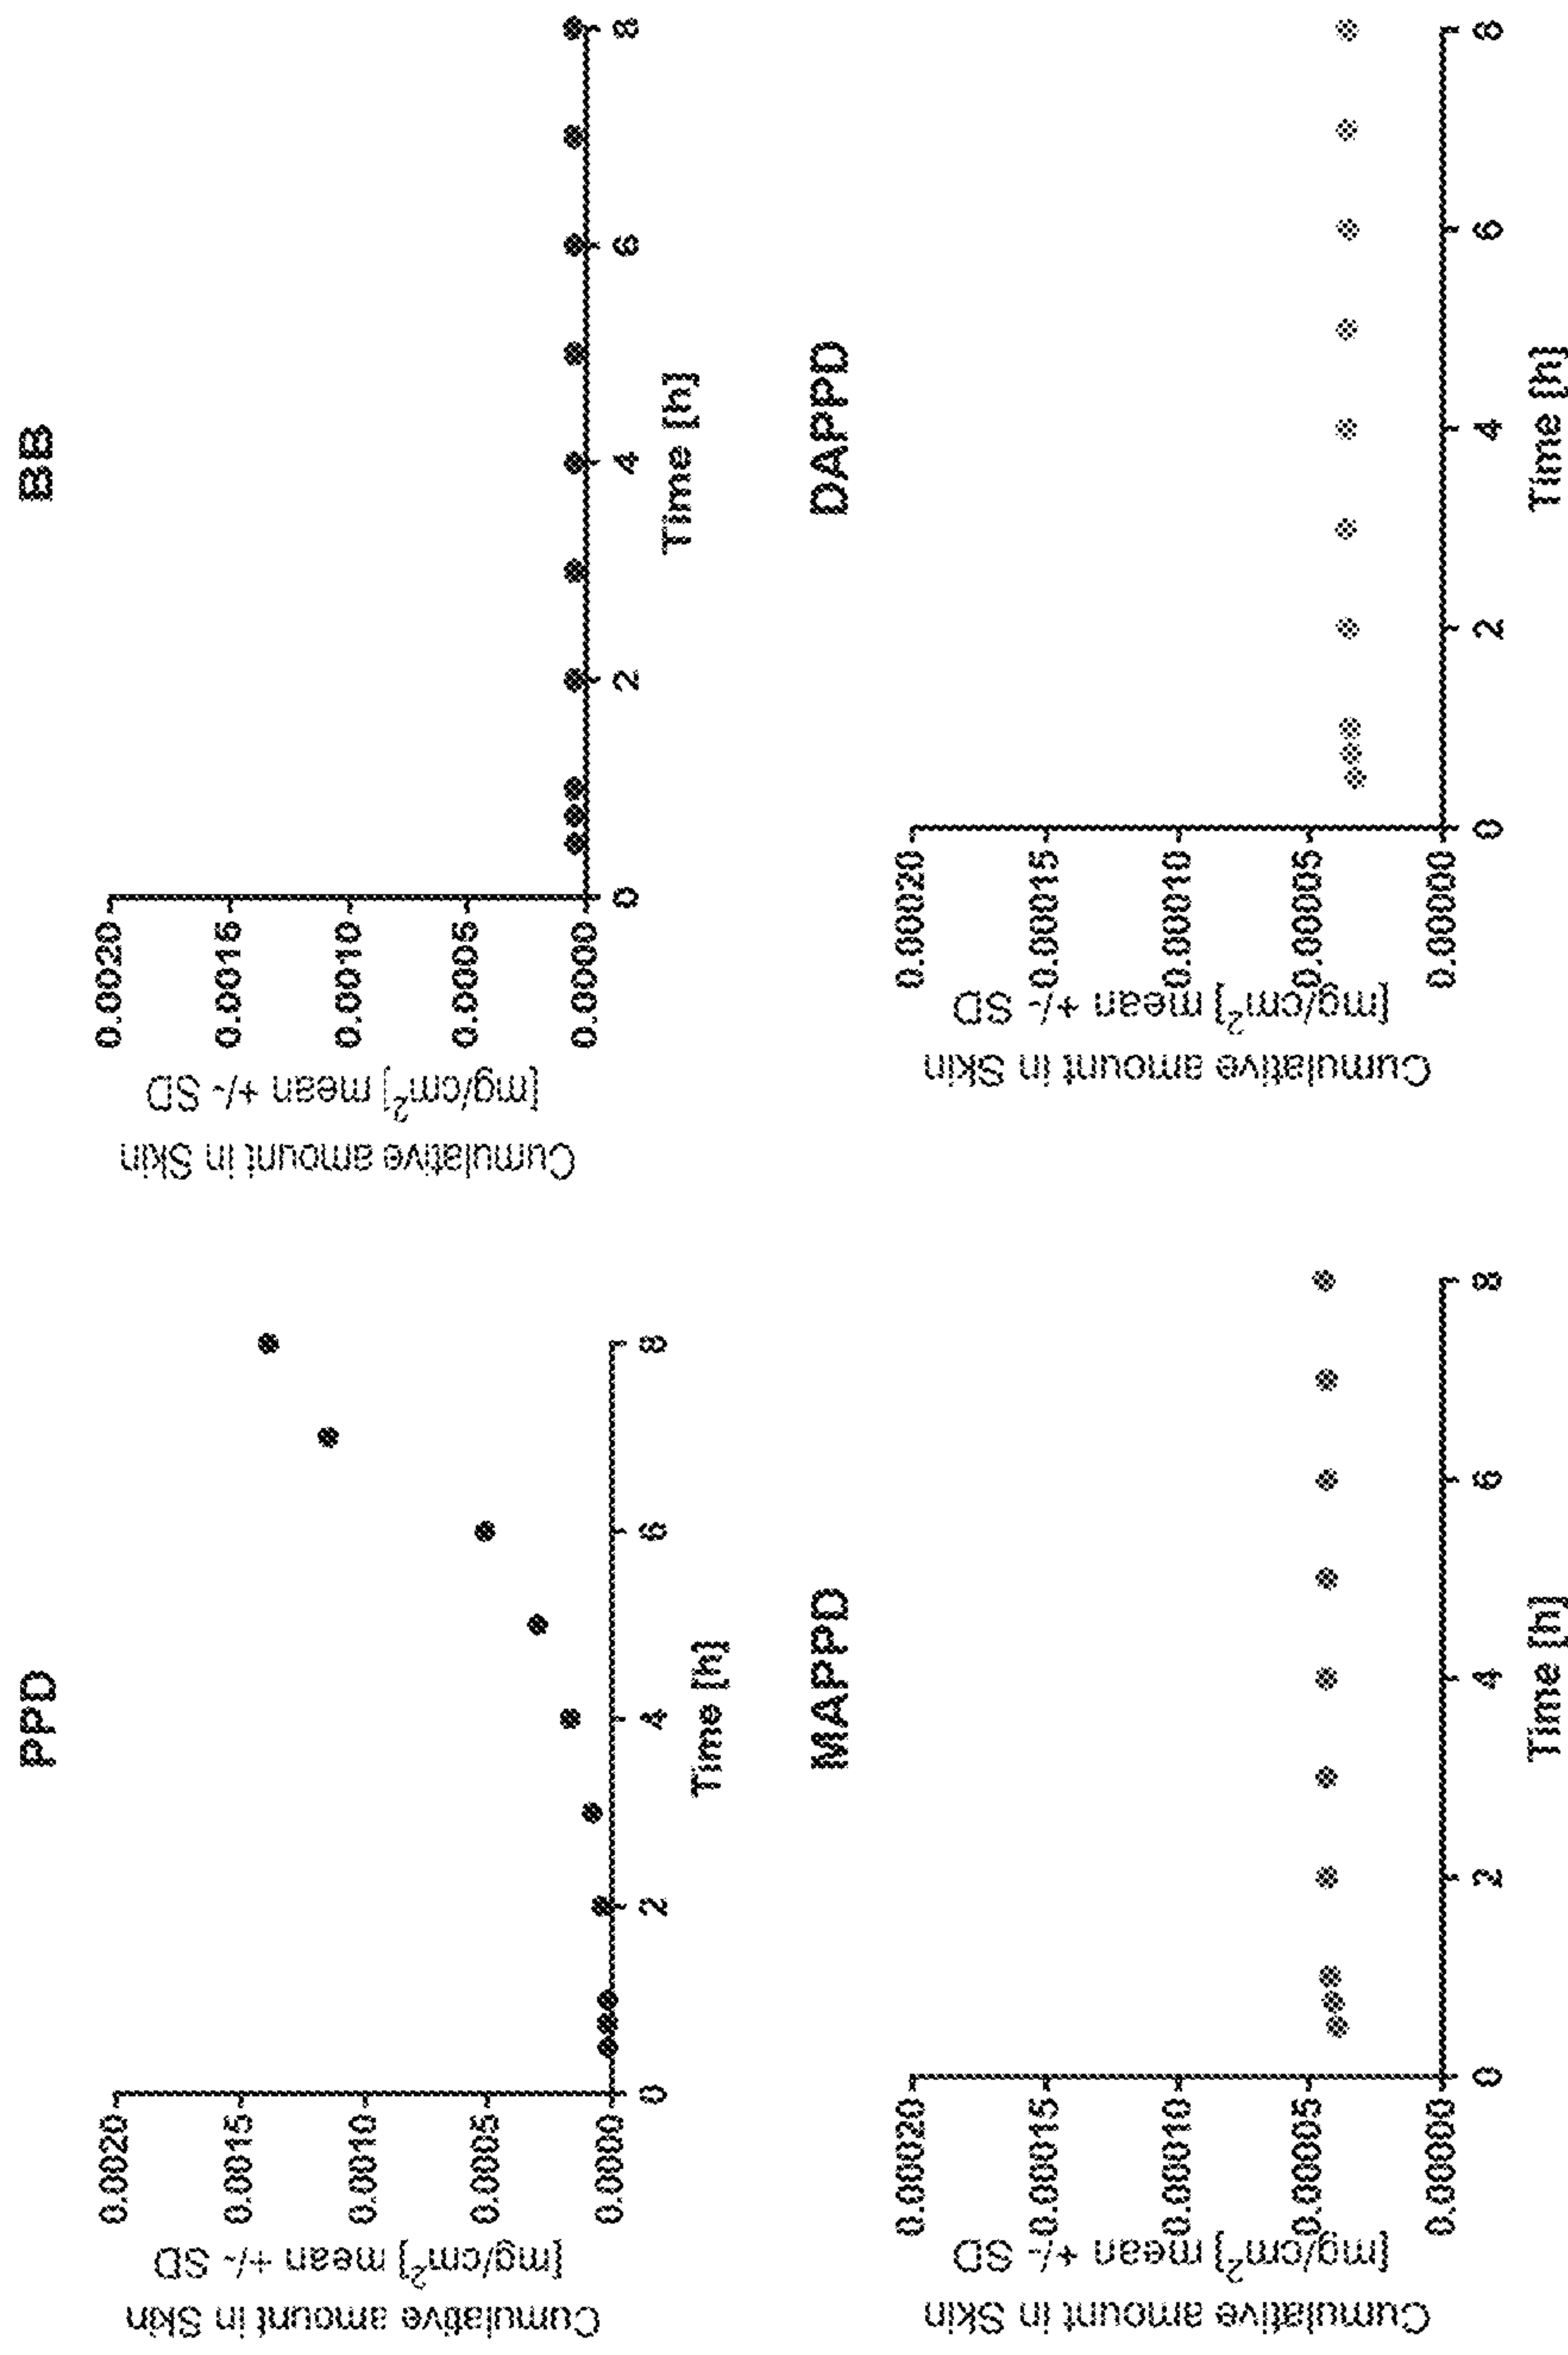 PPD
Cumulative amount in Skin
[mg/cm²] mean +/- SD
0.0020
0.0015
0.0010
0.0005
0.0000
0 2 4 6 8
Time [h]
BB
Cumulative amount in Skin
[mg/cm²] mean +/- SD
0.0020
0.0015
0.0010
0.0005
0.0000
0 2 4 6 8
Time [h]
MAPPD
Cumulative amount in Skin
[mg/cm²] mean +/- SD
0.00020
0.00015
0.00010
0.00005
0.00000
0 2 4 6 8
Time [h]
DAPPD
Cumulative amount in Skin
[mg/cm²] mean +/- SD
0.00020
0.00015
0.00010
0.00005
0.00000
0 2 4 6 8
Time [h]